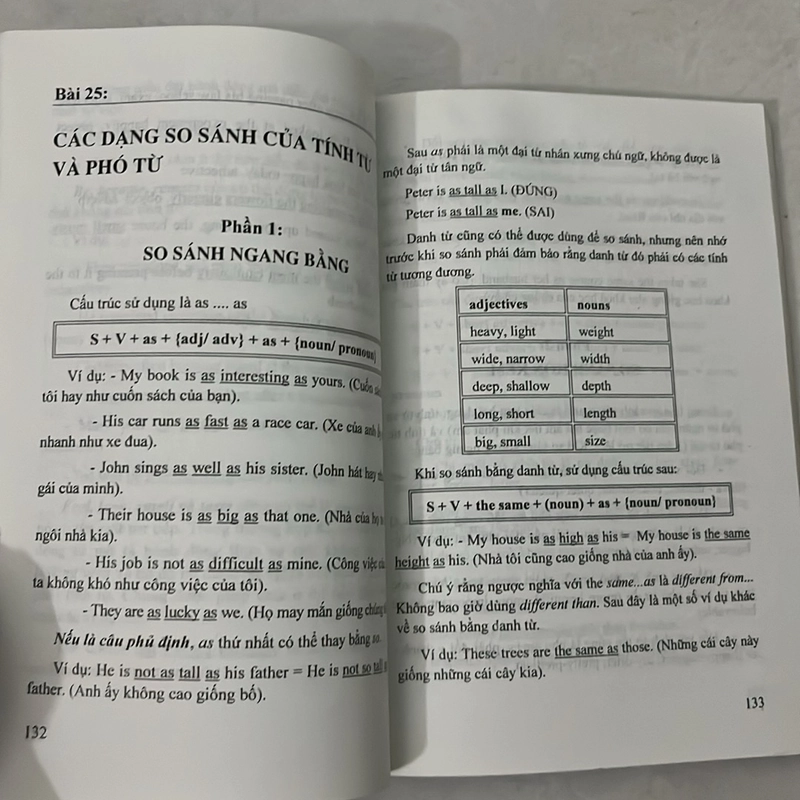 Bài 25:
CÁC DẠNG SO SÁNH CỦA TÍNH TỪ
VÀ PHÓ TỪ
Phần 1:
SO SÁNH NGANG BẰNG
Cấu trúc sử dụng là as .... as
S + V + as + {adj/ adv} + as + {noun/ pronoun}
Ví dụ: - My book is as interesting as yours. (Cuốn
tôi hay như cuốn sách của bạn).
- His car runs as fast as a race car. (Xe của anh
nhanh như xe đua).
- John sings as well as his sister. (John hát hay
gái của mình).
- Their house is as big as that one. (Nhà của họ
ngôi nhà kia).
- His job is not as difficult as mine. (Công việc
ta không khó như công việc của tôi).
- They are as lucky as we. (Họ may mắn giống chúng
Nếu là câu phủ định, as thứ nhất có thể thay bằng so.
Ví dụ: He is not as tall as his father = He is not so tall
father. (Anh ấy không cao giống bố).
132
Sau as phải là một đại từ nhân xưng chủ ngữ, không được là
một đại từ tân ngữ.
Peter is as tall as I. (ĐÚNG)
Peter is as tall as me. (SAI)
Danh từ cũng có thể được dùng để so sánh, nhưng nên nhớ
trước khi so sánh phải đảm bảo rằng danh từ đó phải có các tính
từ tương đương.
adjectives nouns
heavy, light weight
wide, narrow width
deep, shallow depth
long, short length
big, small size
Khi so sánh bằng danh từ, sử dụng cấu trúc sau:
S + V + the same + (noun) + as + {noun/ pronoun}
Ví dụ: - My house is as high as his = My house is the same
height as his. (Nhà tôi cũng cao giống nhà của anh ấy).
Chú ý rằng ngược nghĩa với the same...as là different from...
Không bao giờ dùng different than. Sau đây là một số ví dụ khác
về so sánh bằng danh từ.
Ví dụ: These trees are the same as those. (Những cái cây này
giống những cái cây kia).
133